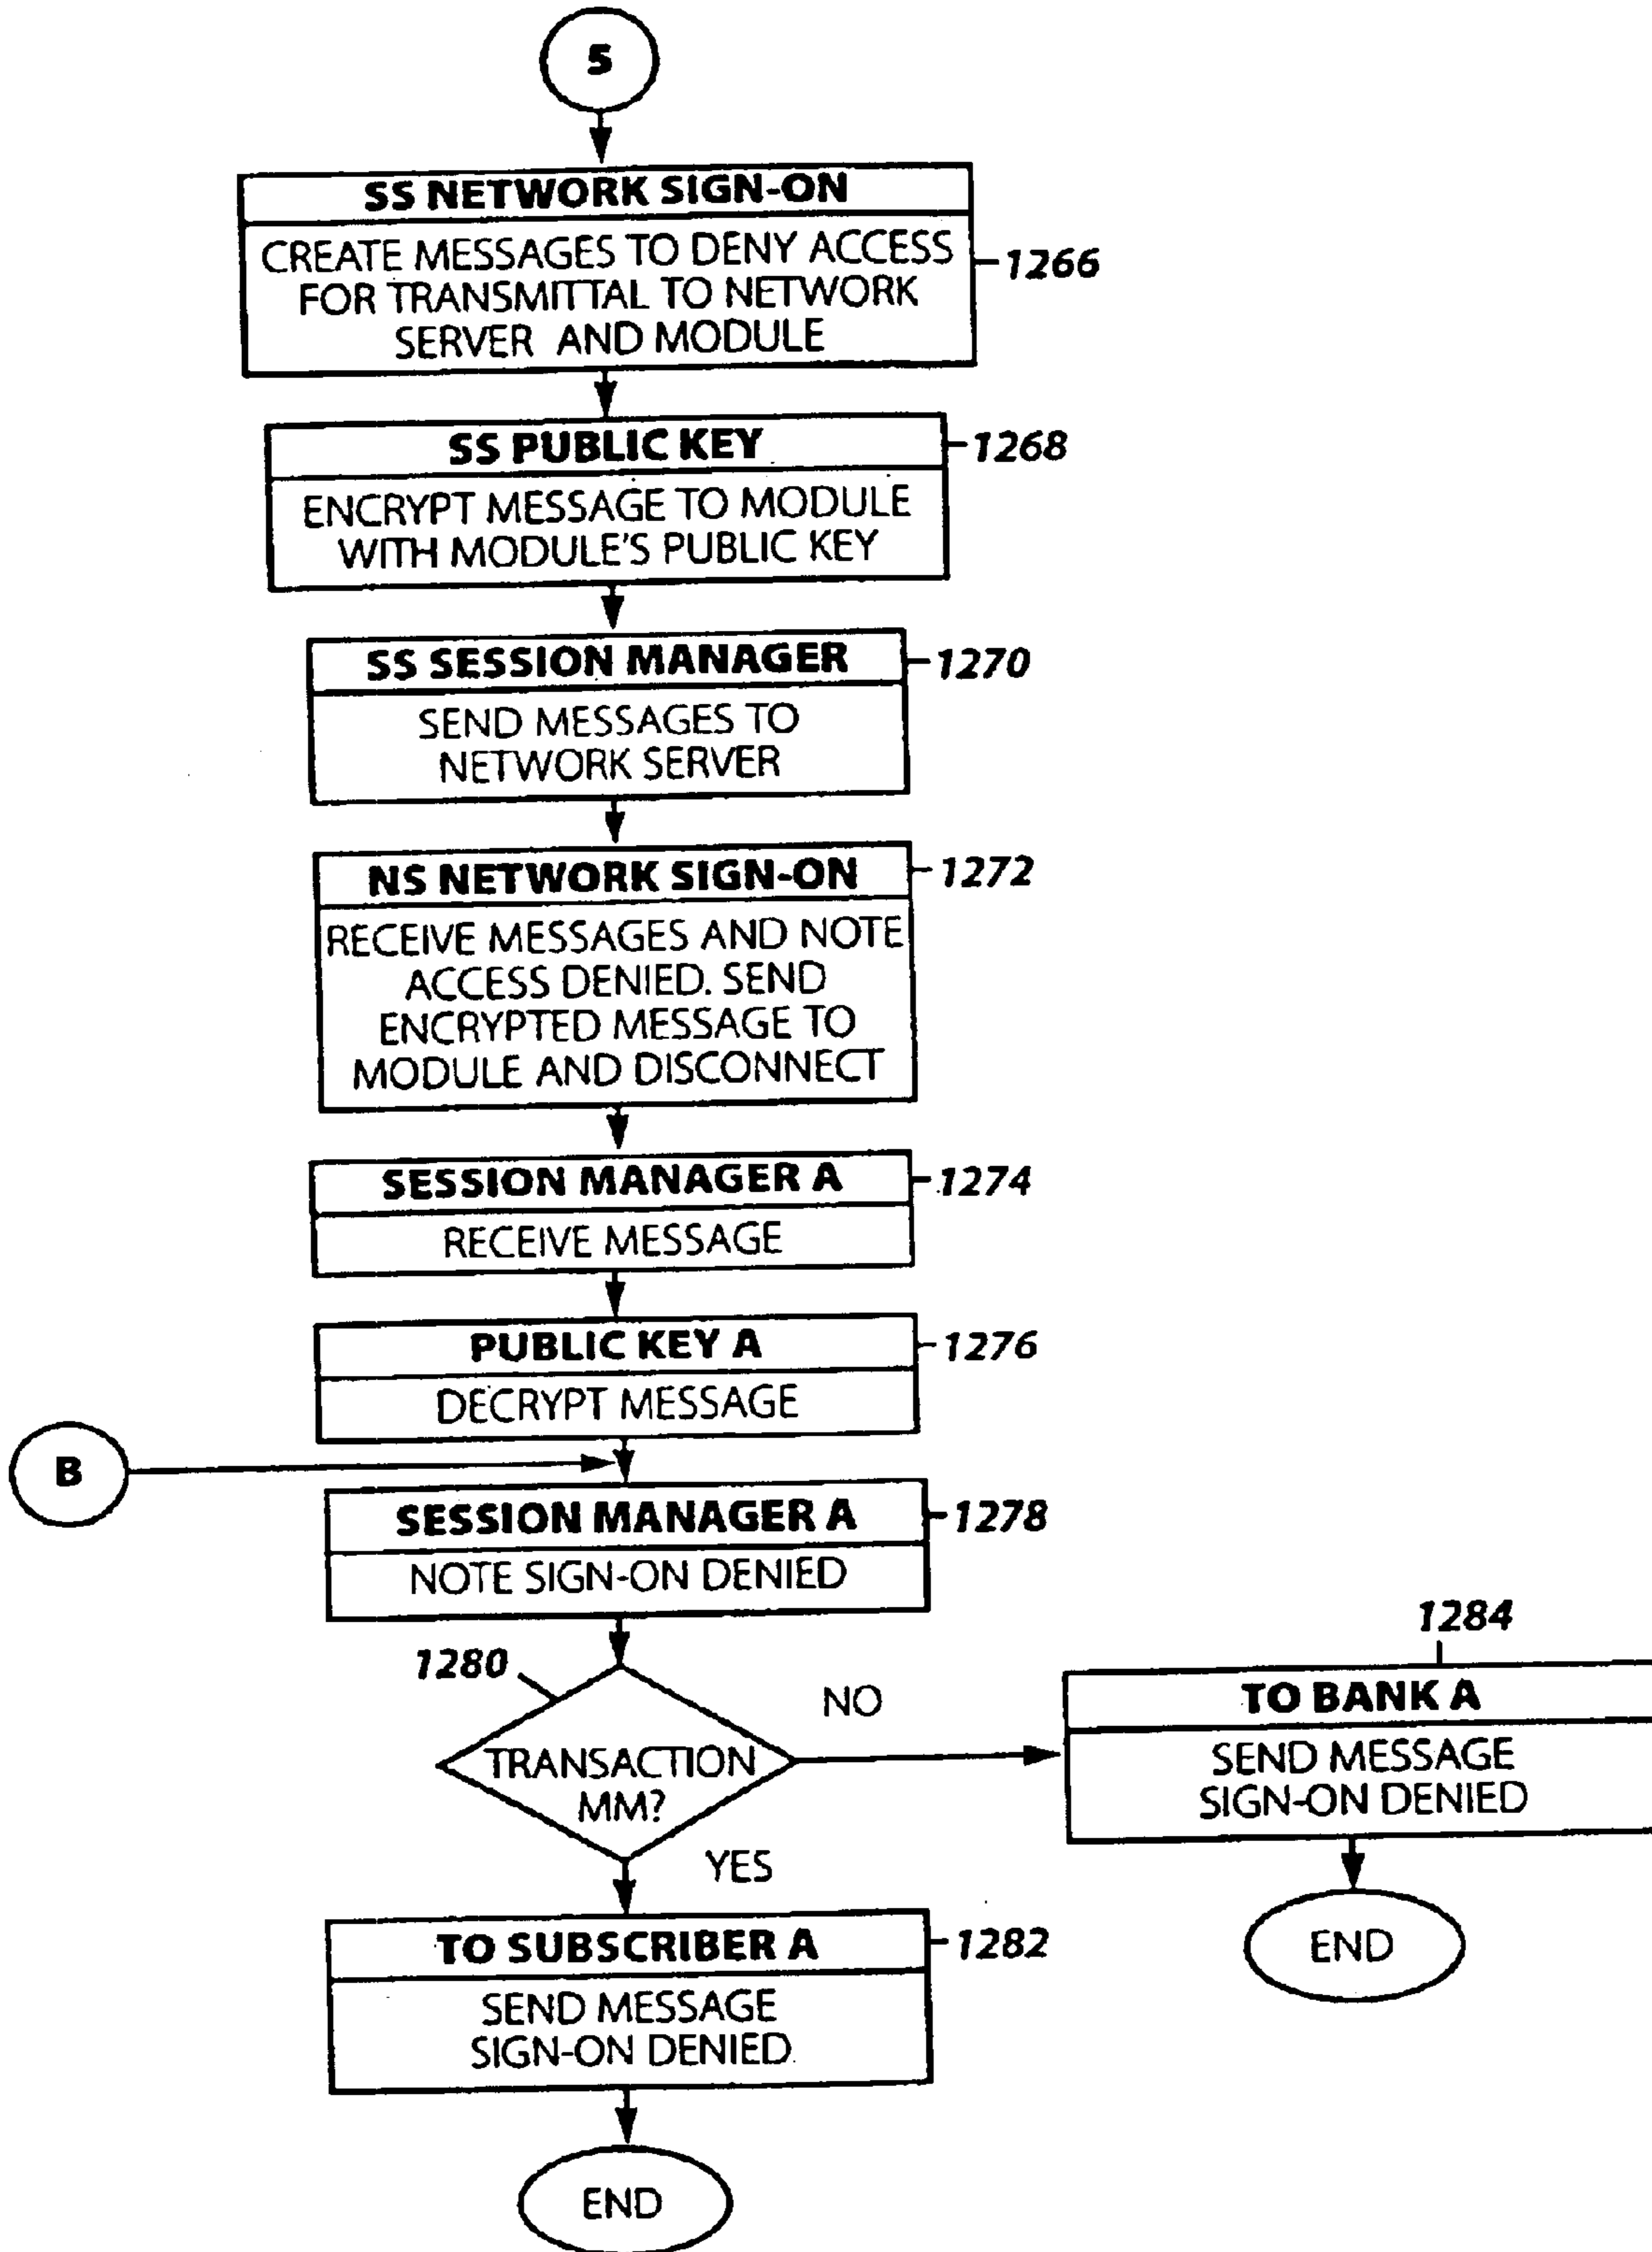 5
SS NETWORK SIGN-ON
CREATE MESSAGES TO DENY ACCESS
FOR TRANSMITTAL TO NETWORK
SERVER AND MODULE
1266
SS PUBLIC KEY
1268
ENCRYPT MESSAGE TO MODULE
WITH MODULE'S PUBLIC KEY
SS SESSION MANAGER
1270
SEND MESSAGES TO
NETWORK SERVER
NS NETWORK SIGN-ON
1272
RECEIVE MESSAGES AND NOTE
ACCESS DENIED. SEND
ENCRYPTED MESSAGE TO
MODULE AND DISCONNECT
SESSION MANAGER A
1274
RECEIVE MESSAGE
PUBLIC KEY A
1276
DECRYPT MESSAGE
B
SESSION MANAGER A
1278
NOTE SIGN-ON DENIED
1280
TRANSACTION
MM?
NO
1284
TO BANK A
SEND MESSAGE
SIGN-ON DENIED
END
YES
TO SUBSCRIBER A
1282
SEND MESSAGE
SIGN-ON DENIED
END